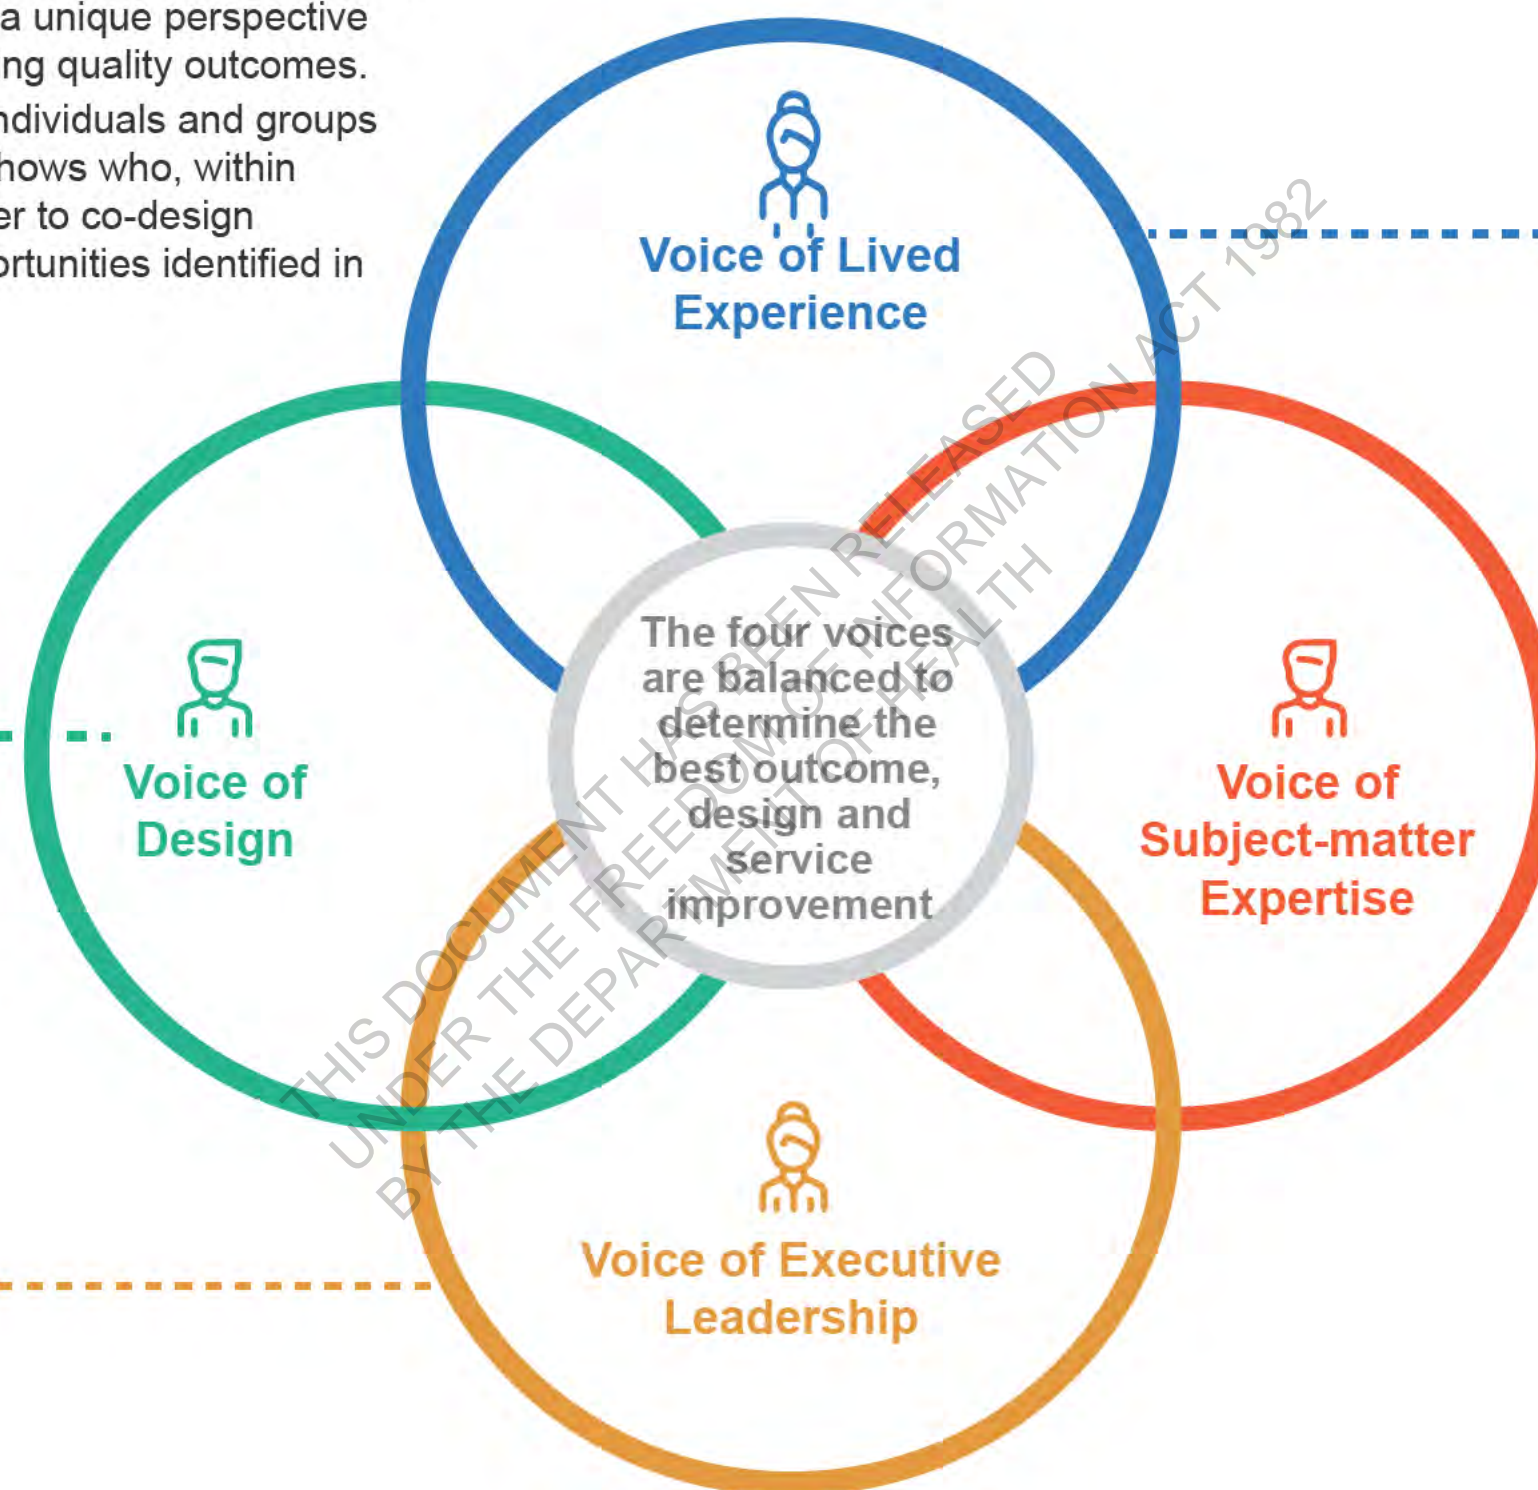 a unique perspective
ing quality outcomes.
ndividuals and groups
hows who, within
er to co-design
ortunities identified in
Voice of Lived
Experience
Voice of
Design
The four voices
are balanced to
determine the
best outcome,
design and
service
improvement
Voice of
Subject-matter
Expertise
Voice of Executive
Leadership
THIS DOCUMENT HAS BEEN RELEASED
UNDER THE FREEDOM OF INFORMATION ACT 1982
BY THE DEPARTMENT OF HEALTH